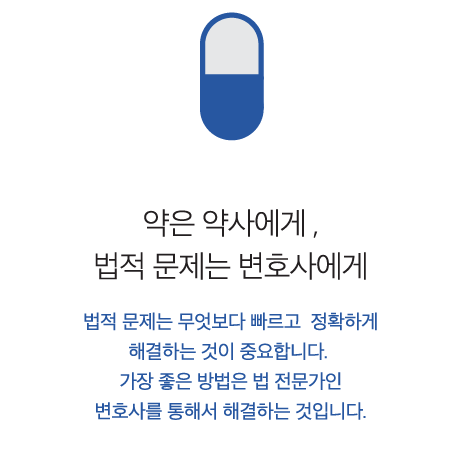 약은 약사에게 ,
법적 문제는 변호사에게
법적 문제는 무엇보다 빠르고 정확하게
해결하는 것이 중요합니다.
가장 좋은 방법은 법 전문가인
변호사를 통해서 해결하는 것입니다.